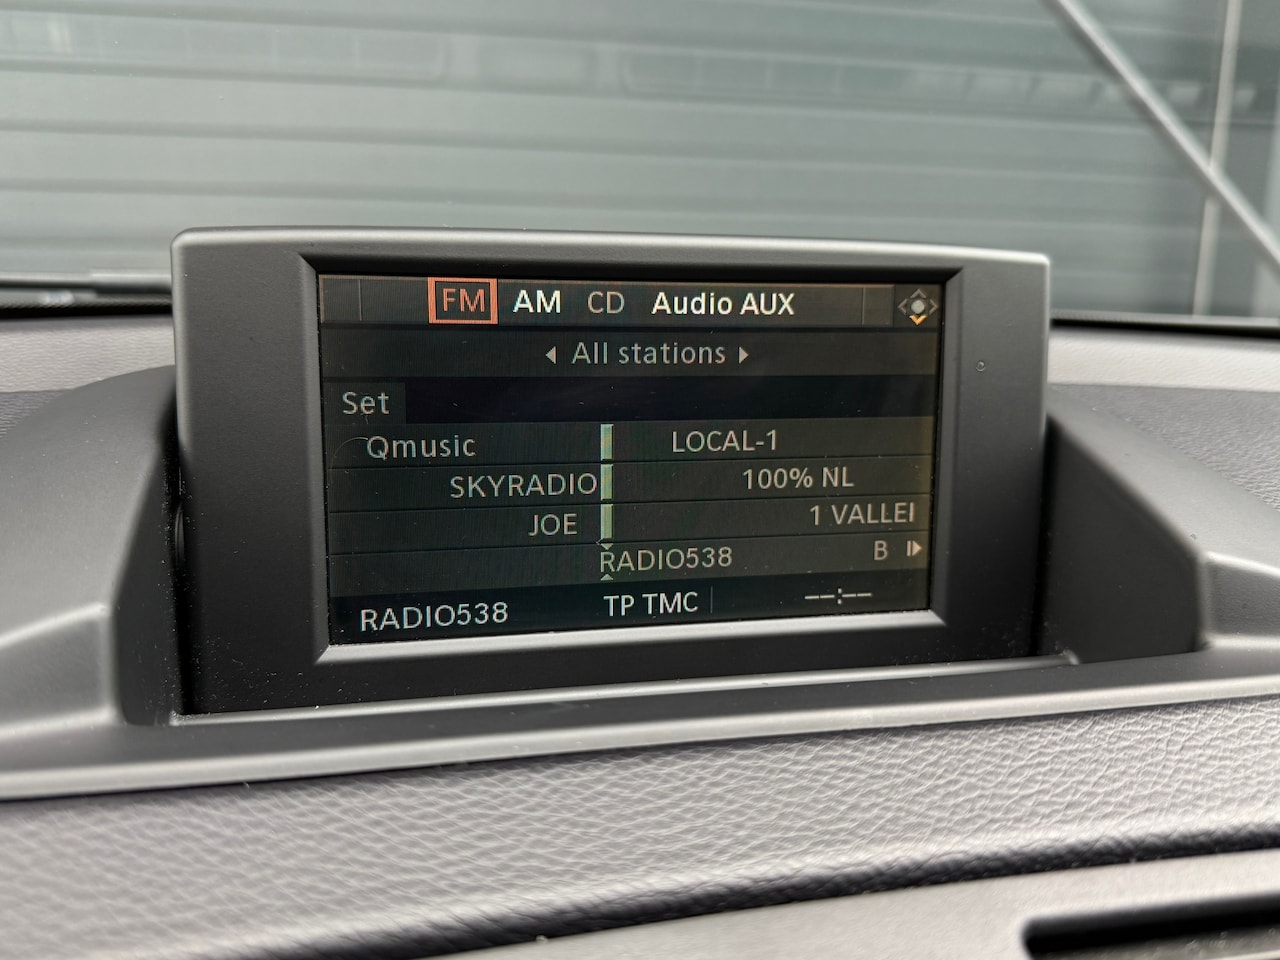 FM AM CD Audio AUX
All stations
Set
Qmusic LOCAL-1
SKYRADIO 100% NL
JOE 1 VALLEI
RADIO538 B
RADIO538 TP TMC --:--